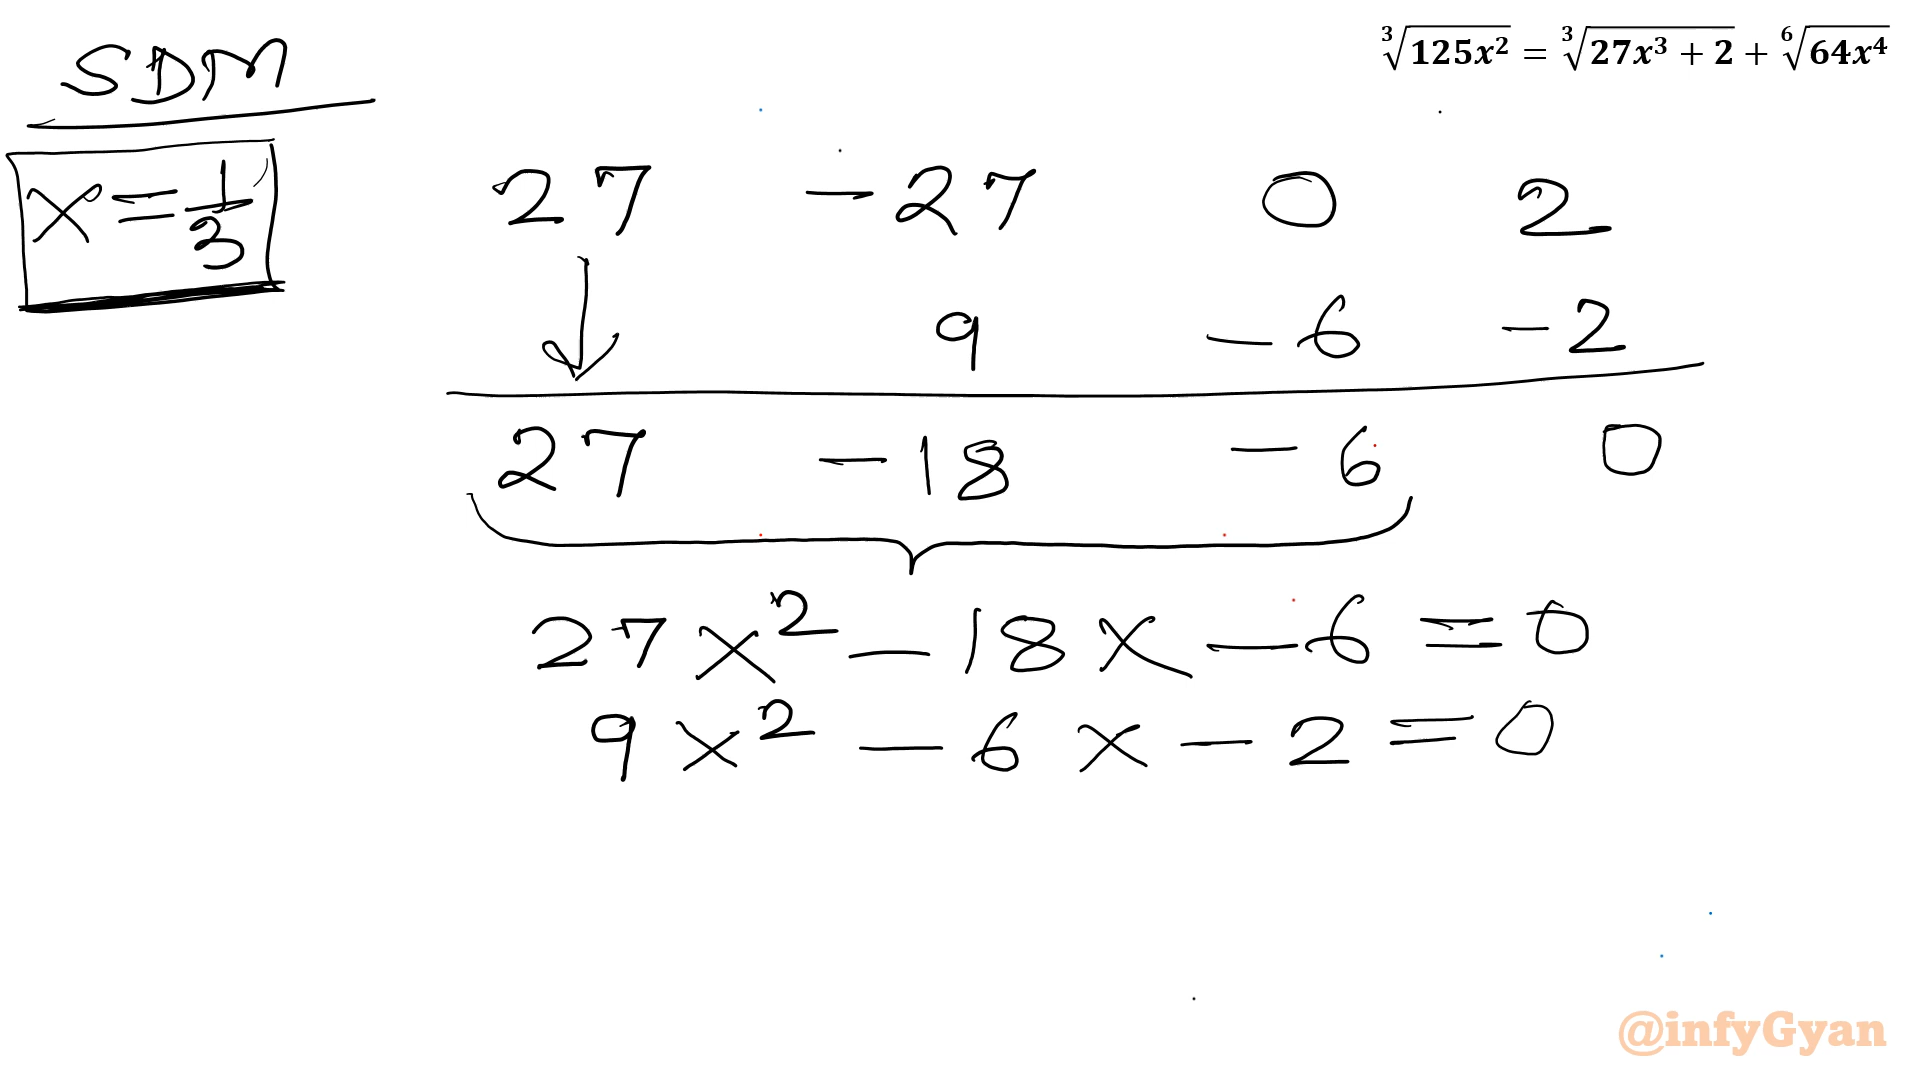 ∛125x² = ∛27x³ + 2 + ⁶√64x⁴
SDM
x = 1/3
27 -27 0 2
9 -6 -2
27 -18 -6 0
27x² - 18x - 6 = 0
9x² - 6x - 2 = 0
@infyGyan